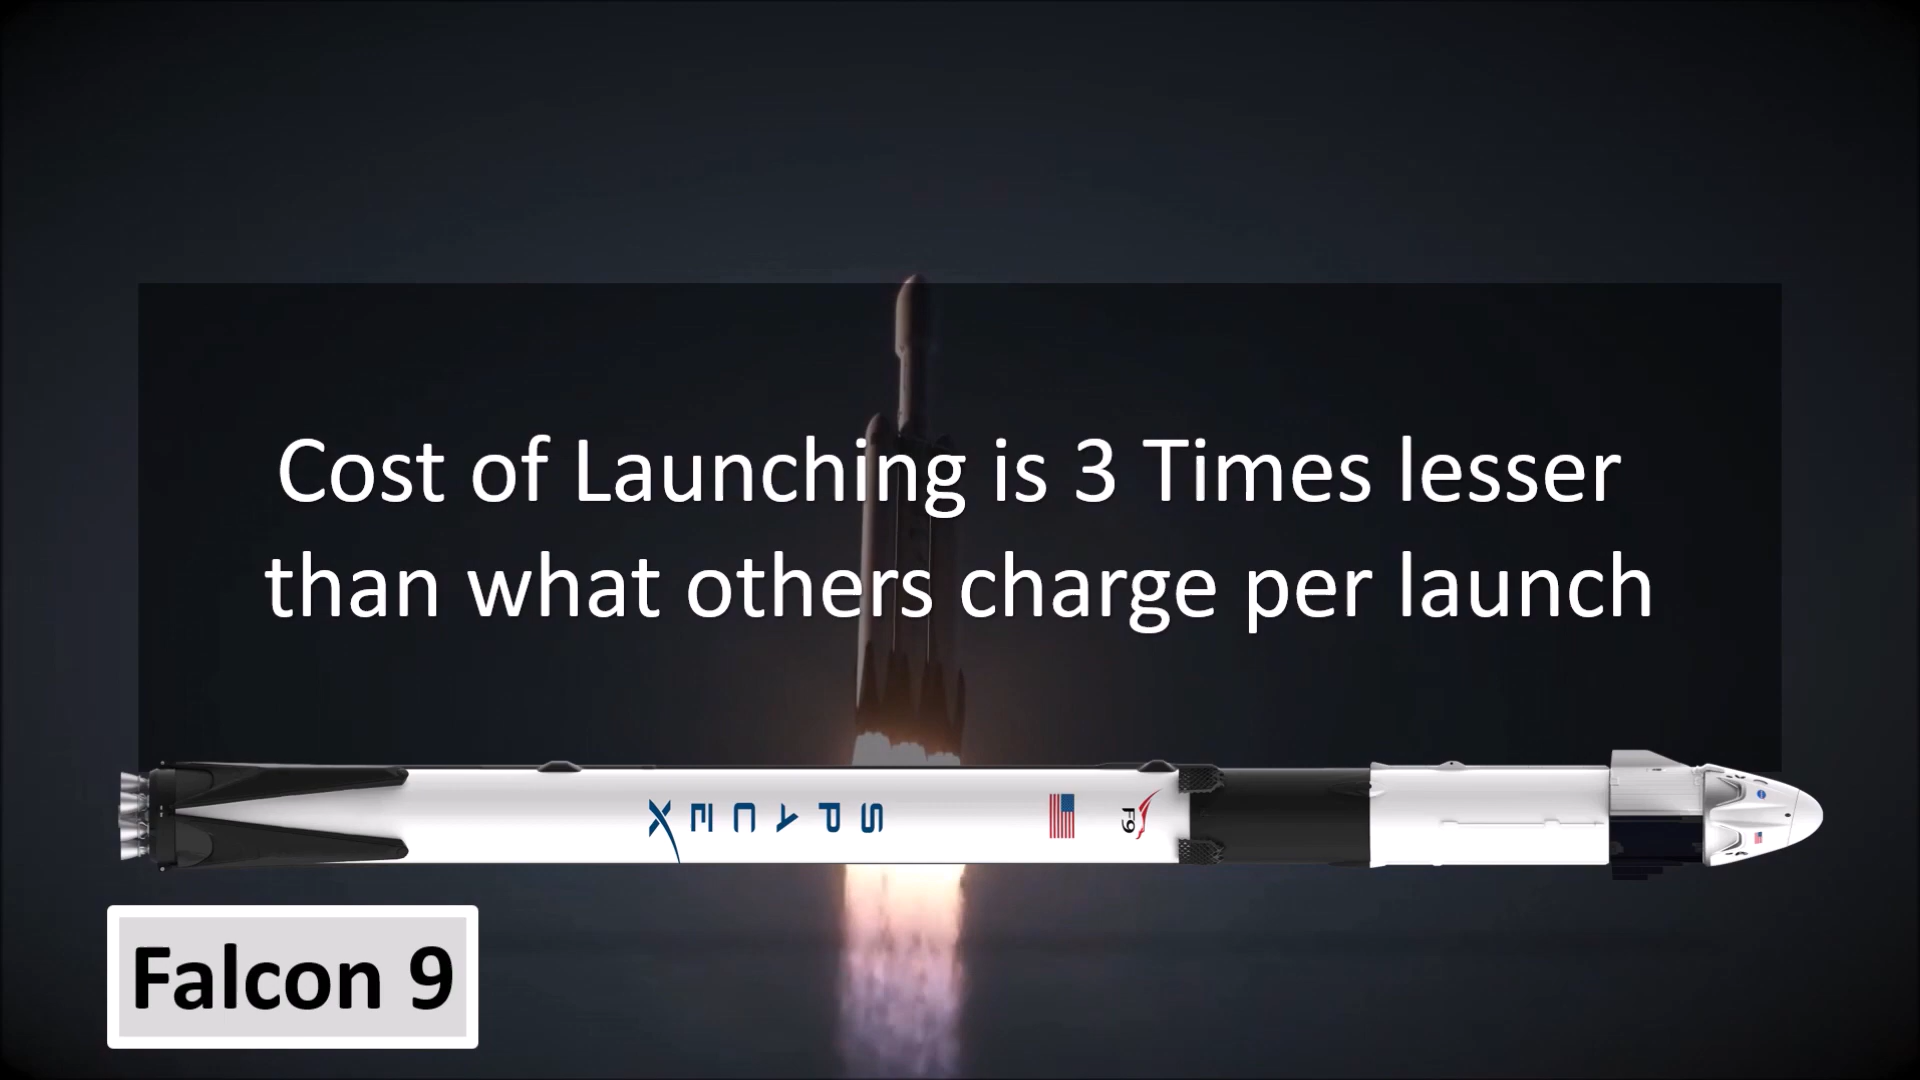 Cost of Launching is 3 Times lesser
than what others charge per launch
SPACEX
F9
Falcon 9